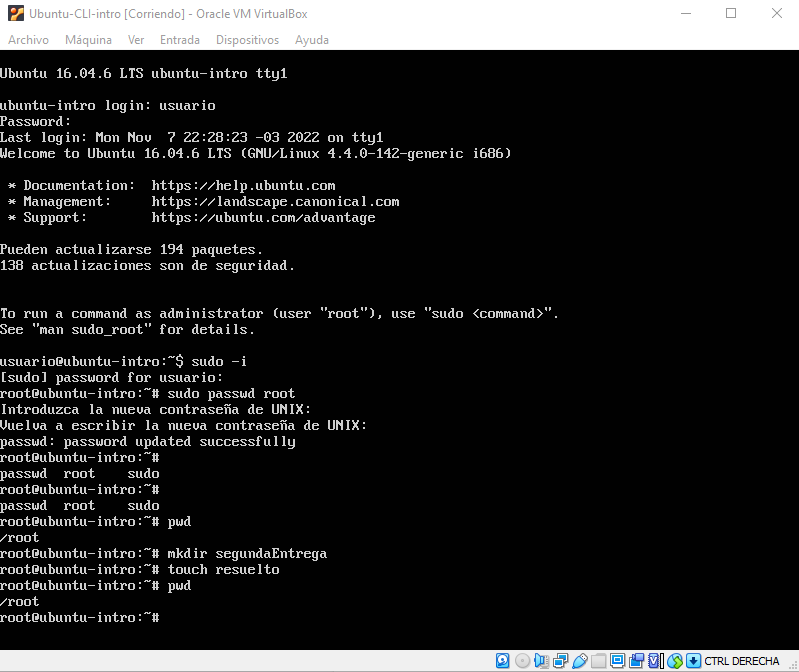 Ubuntu-CLI-intro [Corriendo] - Oracle VM VirtualBox
Archivo Máquina Ver Entrada Dispositivos Ayuda
Ubuntu 16.04.6 LTS ubuntu-intro tty1
ubuntu-intro login: usuario
Password:
Last login: Mon Nov  7 22:28:23 -03 2022 on tty1
Welcome to Ubuntu 16.04.6 LTS (GNU/Linux 4.4.0-142-generic i686)
* Documentation:  https://help.ubuntu.com
* Management:     https://landscape.canonical.com
* Support:        https://ubuntu.com/advantage
Pueden actualizarse 194 paquetes.
138 actualizaciones son de seguridad.
To run a command as administrator (user "root"), use "sudo <command>".
See "man sudo_root" for details.
usuario@ubuntu-intro:~$ sudo -i
[sudo] password for usuario:
root@ubuntu-intro:~# sudo passwd root
Introduzca la nueva contraseña de UNIX:
Vuelva a escribir la nueva contraseña de UNIX:
passwd: password updated successfully
root@ubuntu-intro:~#
passwd  root    sudo
root@ubuntu-intro:~#
passwd  root    sudo
root@ubuntu-intro:~# pwd
/root
root@ubuntu-intro:~# mkdir segundaEntrega
root@ubuntu-intro:~# touch resuelto
root@ubuntu-intro:~# pwd
/root
root@ubuntu-intro:~#
CTRL DERECHA